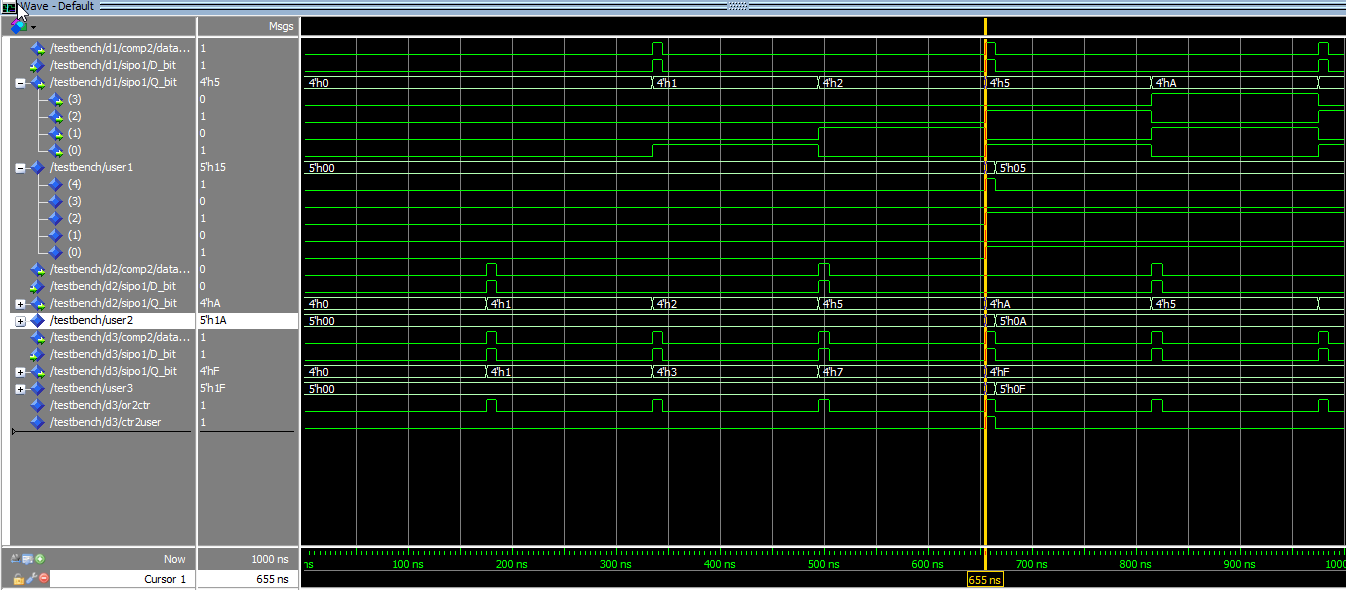 Wave - Default
Msgs
/testbench/d1/comp2/data... 1
/testbench/d1/sipo1/D_bit 1
/testbench/d1/sipo1/Q_bit 4'h5 4'h0 4'h1 4'h2 4'h5 4'hA
(3) 0
(2) 1
(1) 0
(0) 1
/testbench/user1 5'h15 5'h00 5'h05
(4) 1
(3) 0
(2) 1
(1) 0
(0) 1
/testbench/d2/comp2/data... 0
/testbench/d2/sipo1/D_bit 0
/testbench/d2/sipo1/Q_bit 4'hA 4'h0 4'h1 4'h2 4'h5 4'hA 4'h5
/testbench/user2 5'h1A 5'h00 5'h0A
/testbench/d3/comp2/data... 1
/testbench/d3/sipo1/D_bit 1
/testbench/d3/sipo1/Q_bit 4'hF 4'h0 4'h1 4'h3 4'h7 4'hF
/testbench/user3 5'h1F 5'h00 5'h0F
/testbench/d3/or2ctr 1
/testbench/d3/ctr2user 1
Now 1000 ns ns 100 ns 200 ns 300 ns 400 ns 500 ns 600 ns 700 ns 800 ns 900 ns 1000
Cursor 1 655 ns 655 ns